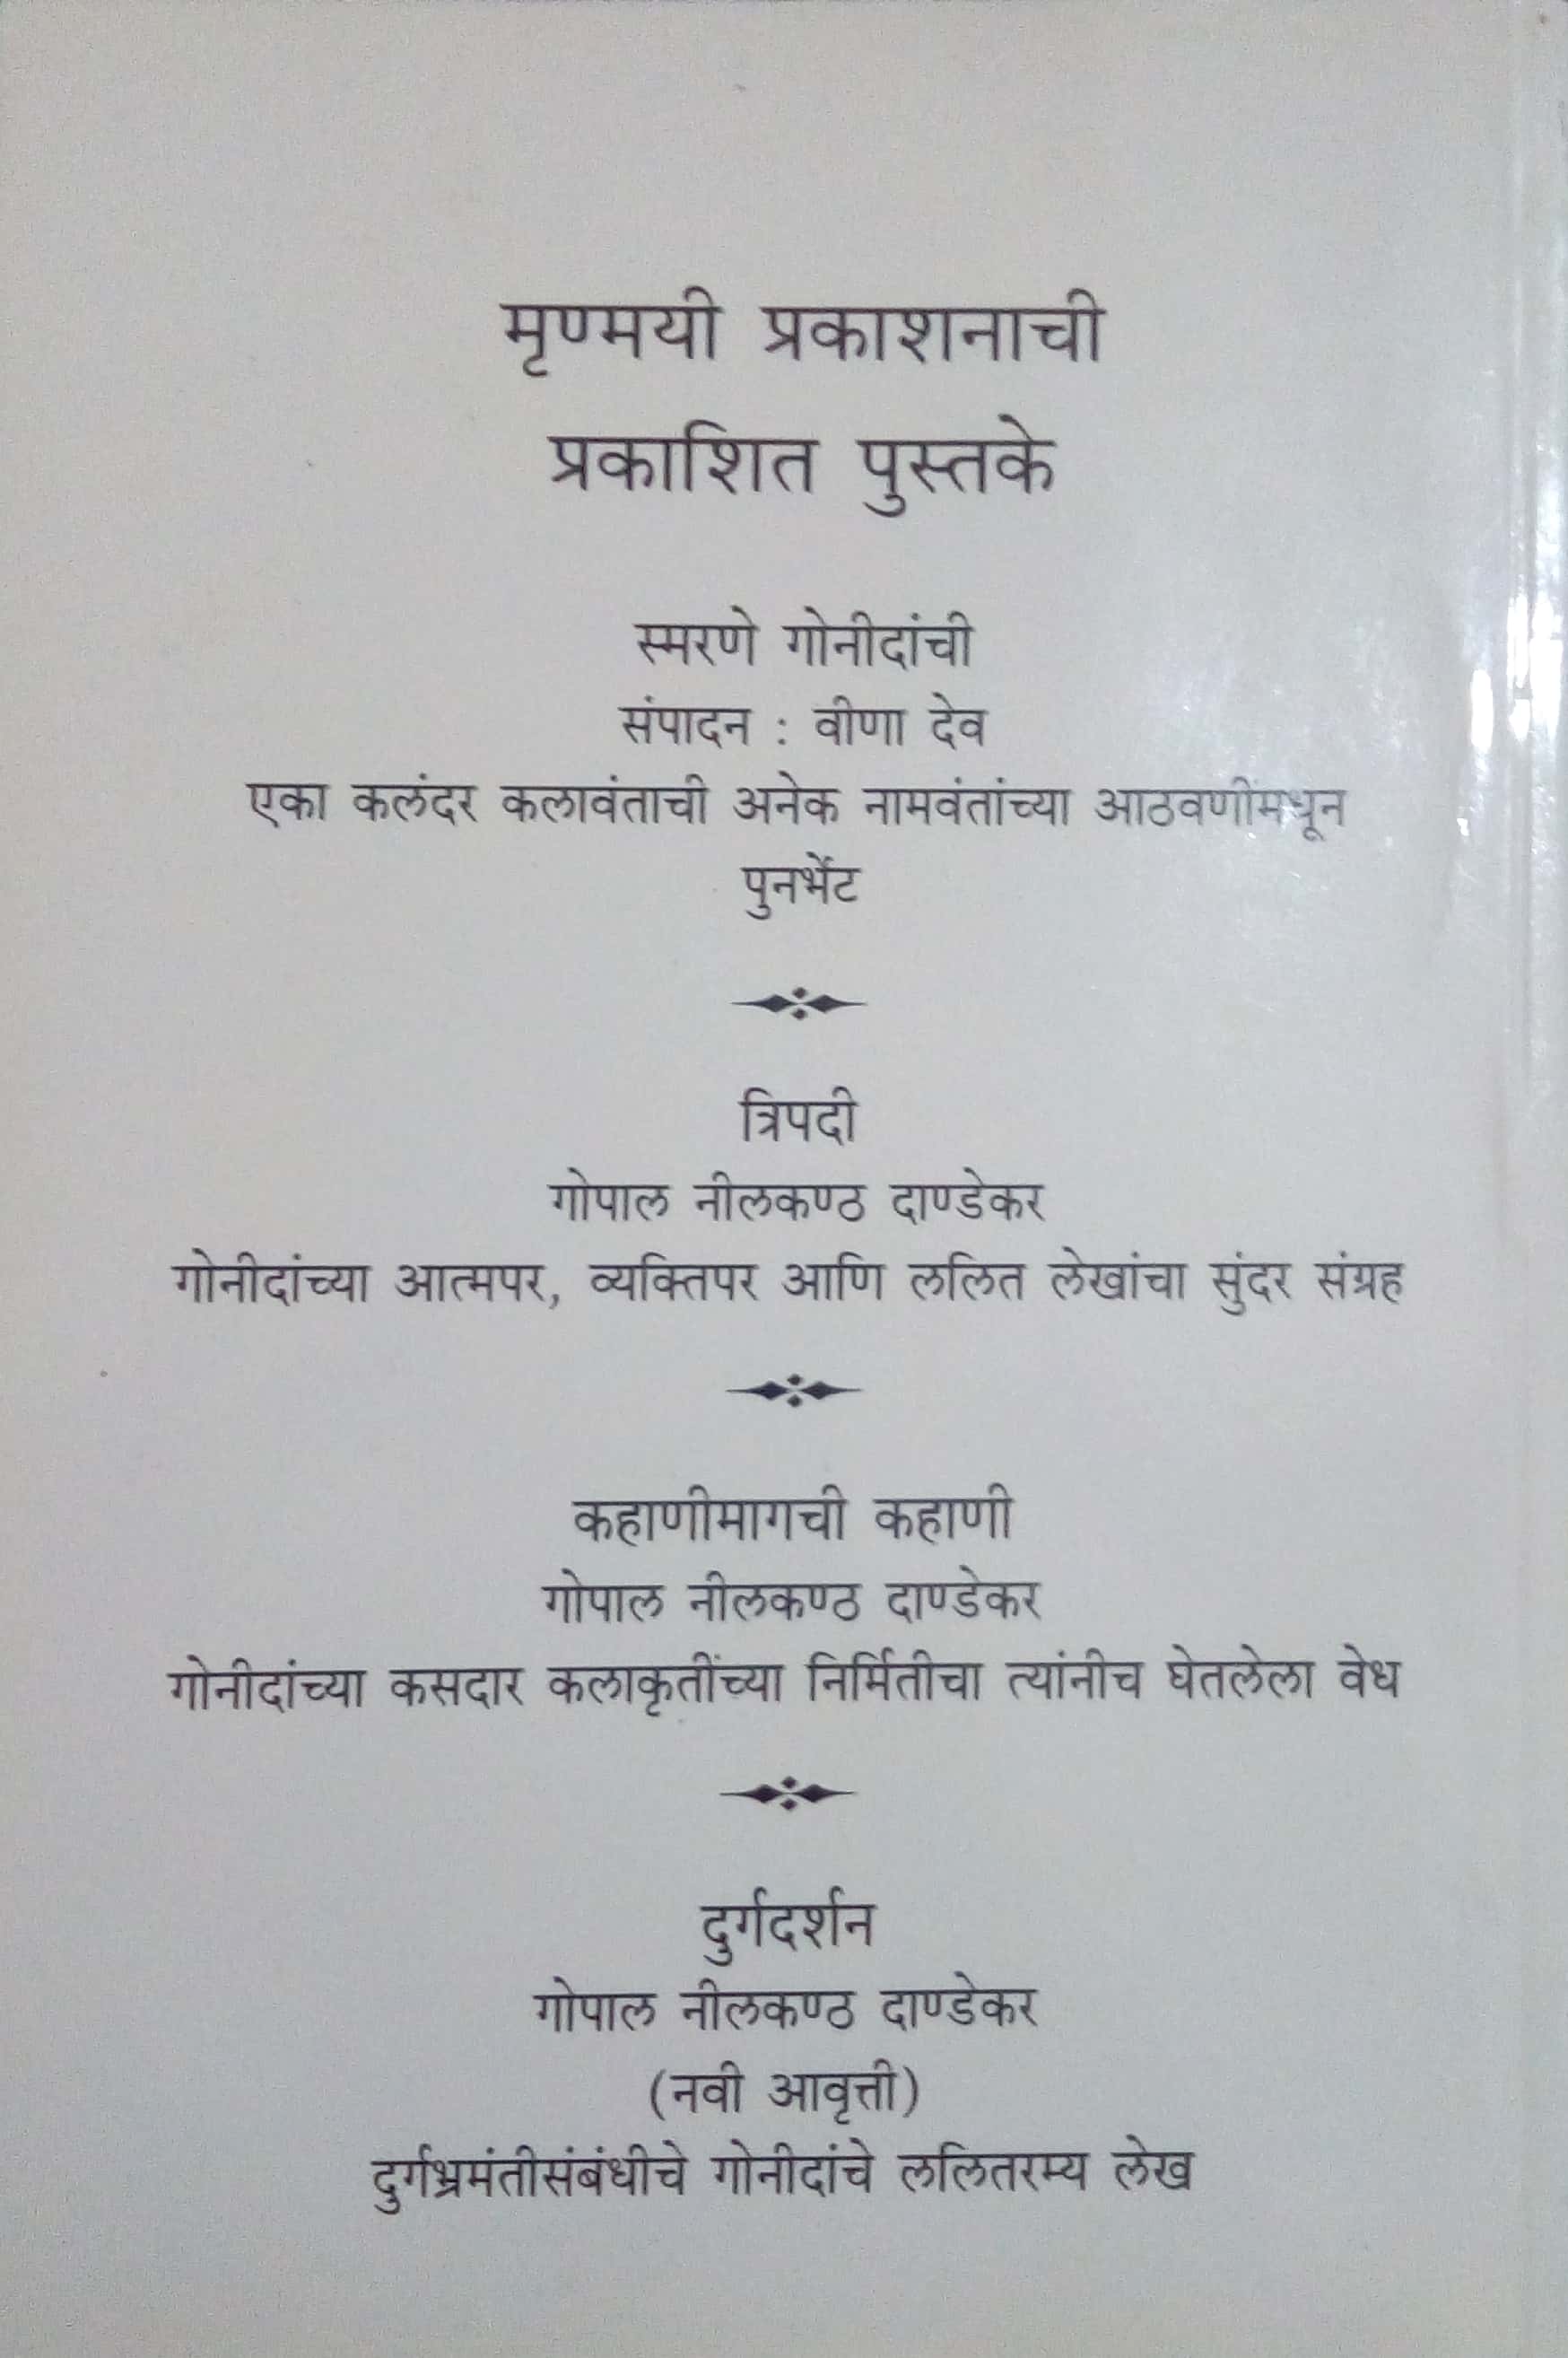 मृण्मयी प्रकाशनाची
प्रकाशित पुस्तके
स्मरणे गोनीदांची
संपादन : वीणा देव
एका कलंदर कलावंताची अनेक नामवंतांच्या आठवणींमधून
पुनर्भेट
त्रिपदी
गोपाल नीलकण्ठ दाण्डेकर
गोनीदांच्या आत्मपर, व्यक्तिपर आणि ललित लेखांचा सुंदर संग्रह
कहाणीमागची कहाणी
गोपाल नीलकण्ठ दाण्डेकर
गोनीदांच्या कसदार कलाकृतींच्या निर्मितीचा त्यांनीच घेतलेला वेध
दुर्गदर्शन
गोपाल नीलकण्ठ दाण्डेकर
(नवी आवृत्ती)
दुर्गभ्रमंतीसंबंधीचे गोनीदांचे ललितरम्य लेख